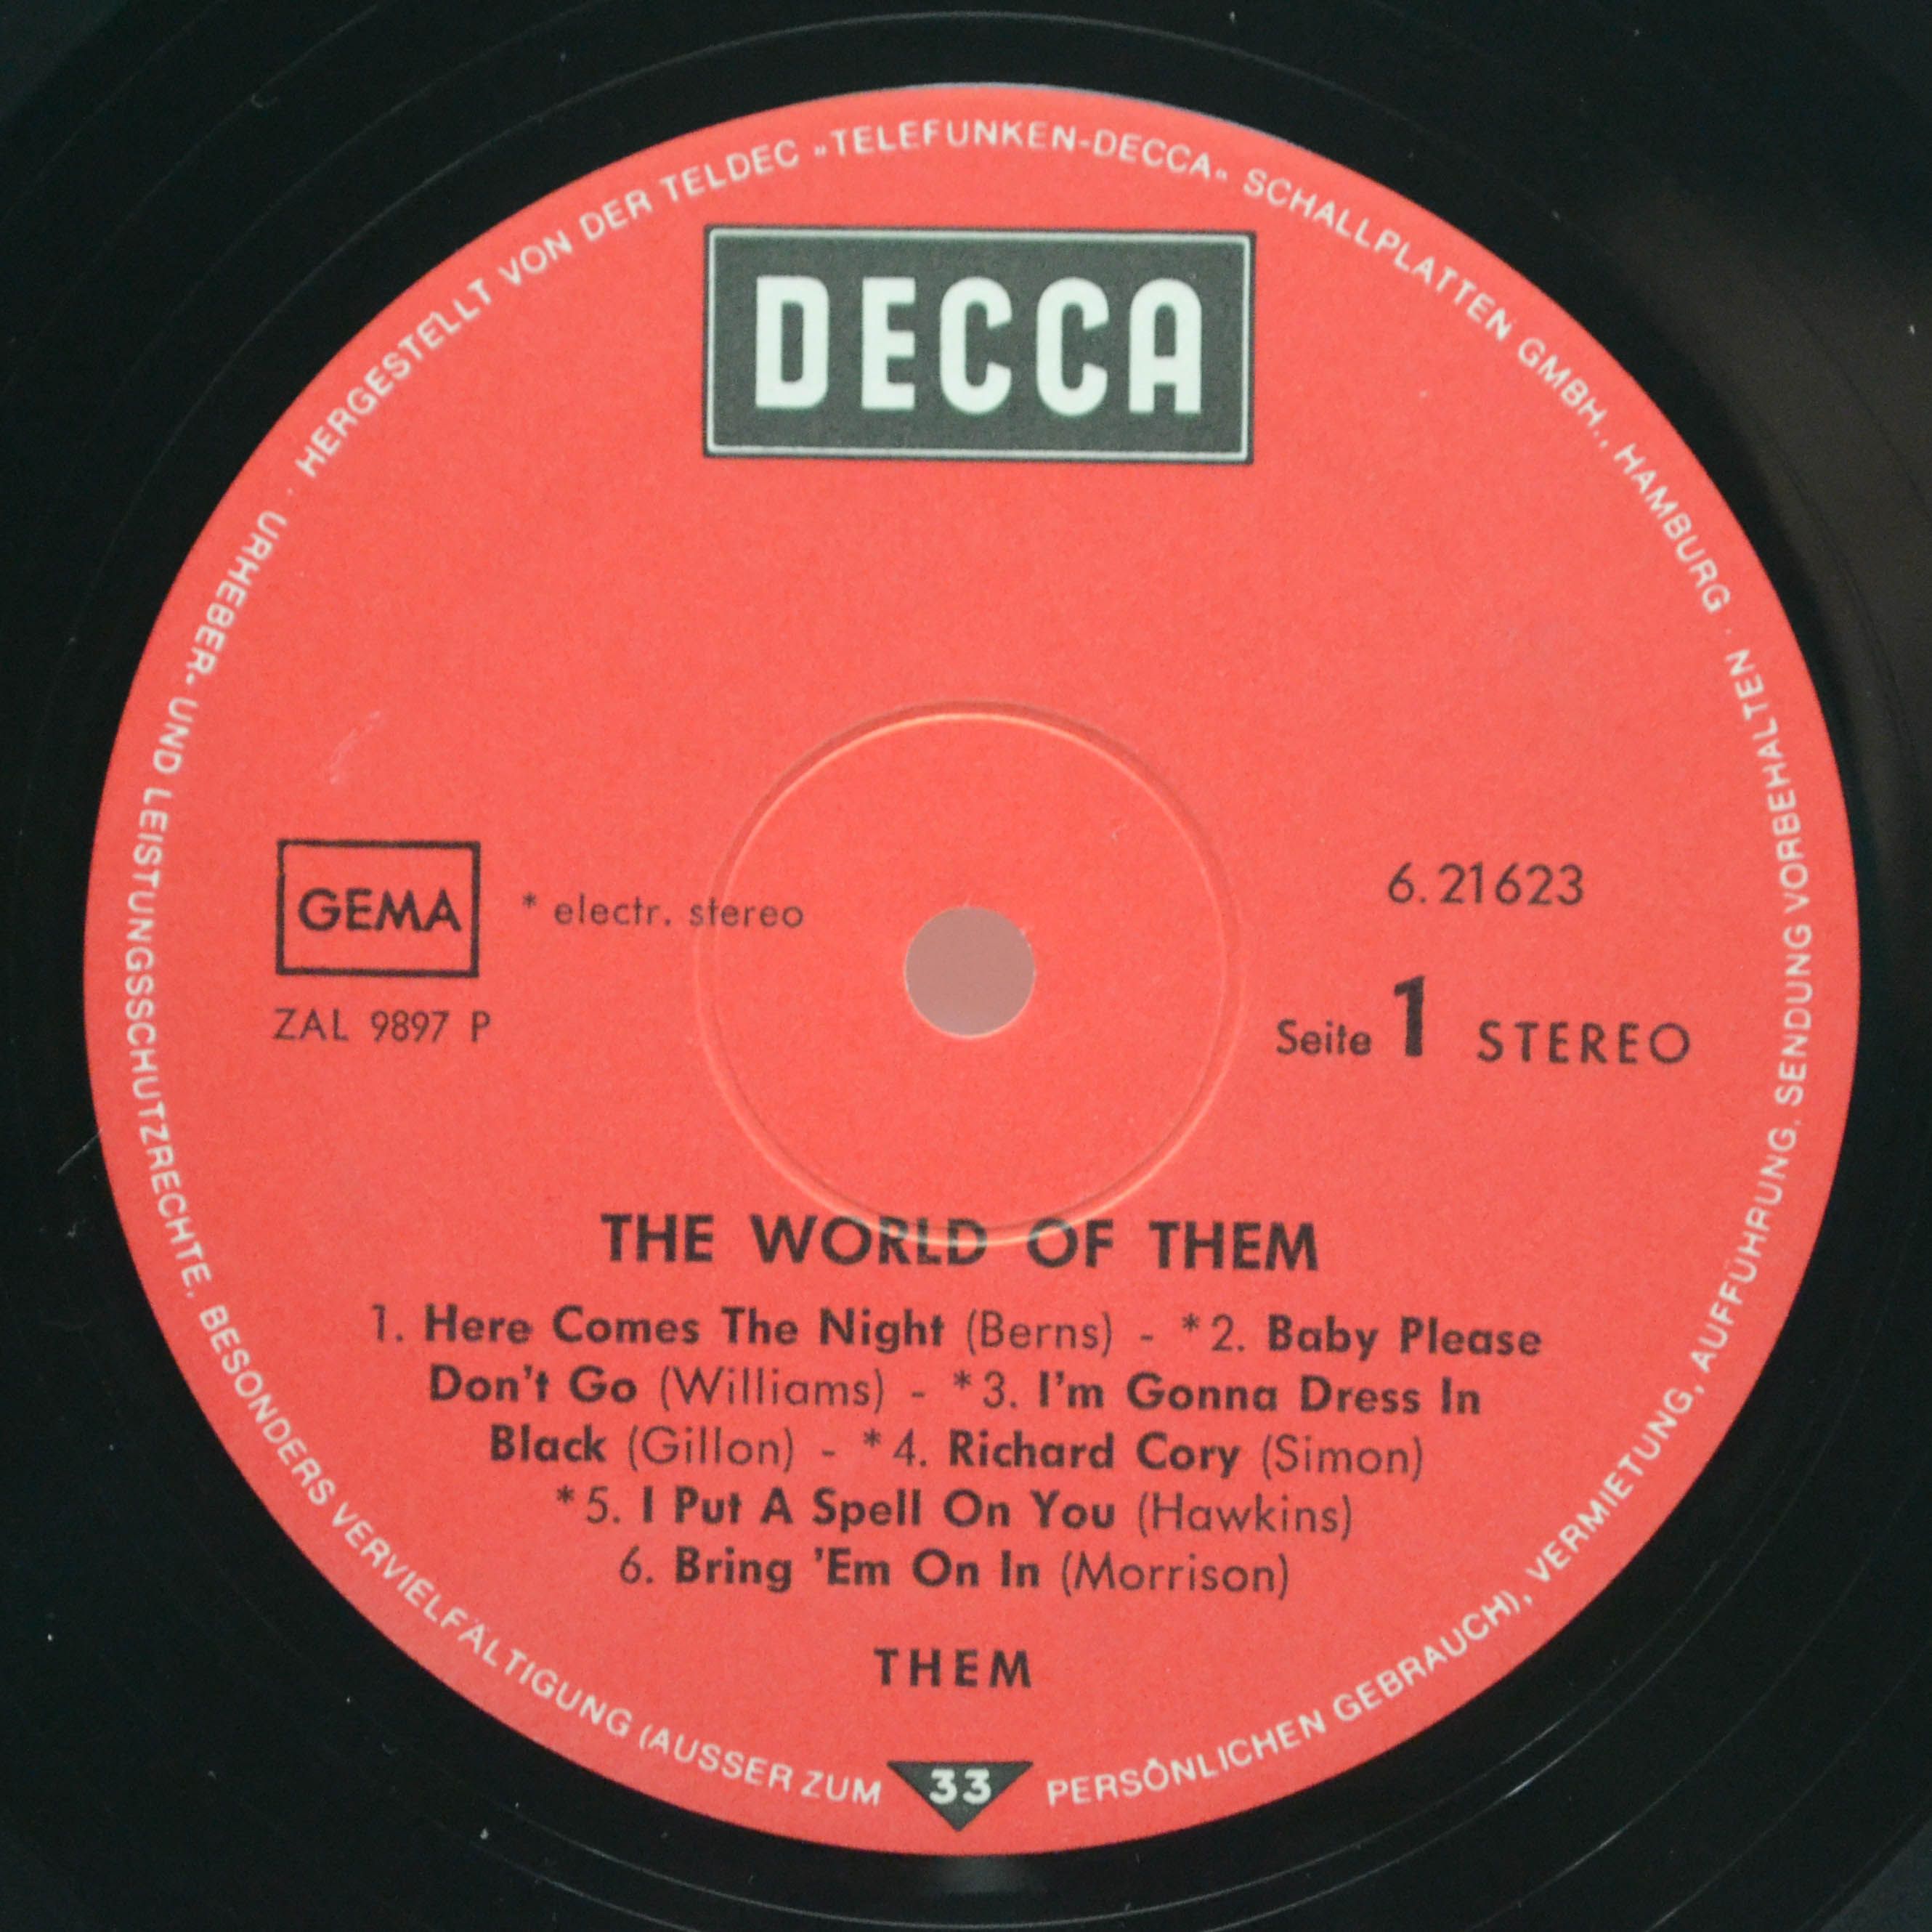 HERGESTELLT VON DER TELDEC „TELEFUNKEN-DECCA“ SCHALLPLATTEN GMBH., HAMBURG ·
DECCA
GEMA
* electr. stereo
ZAL 9897 P
6.21623
Seite 1 STEREO
THE WORLD OF THEM
1. Here Comes The Night (Berns) - *2. Baby Please
Don't Go (Williams) - *3. I'm Gonna Dress In
Black (Gillon) - *4. Richard Cory (Simon)
*5. I Put A Spell On You (Hawkins)
6. Bring 'Em On In (Morrison)
THEM
33
URHEBER- UND LEISTUNGSSCHUTZRECHTE, BESONDERS VERVIELFÄLTIGUNG (AUSSER ZUM PERSÖNLICHEN GEBRAUCH), VERMIETUNG, AUFFÜHRUNG, SENDUNG VORBEHALTEN ·